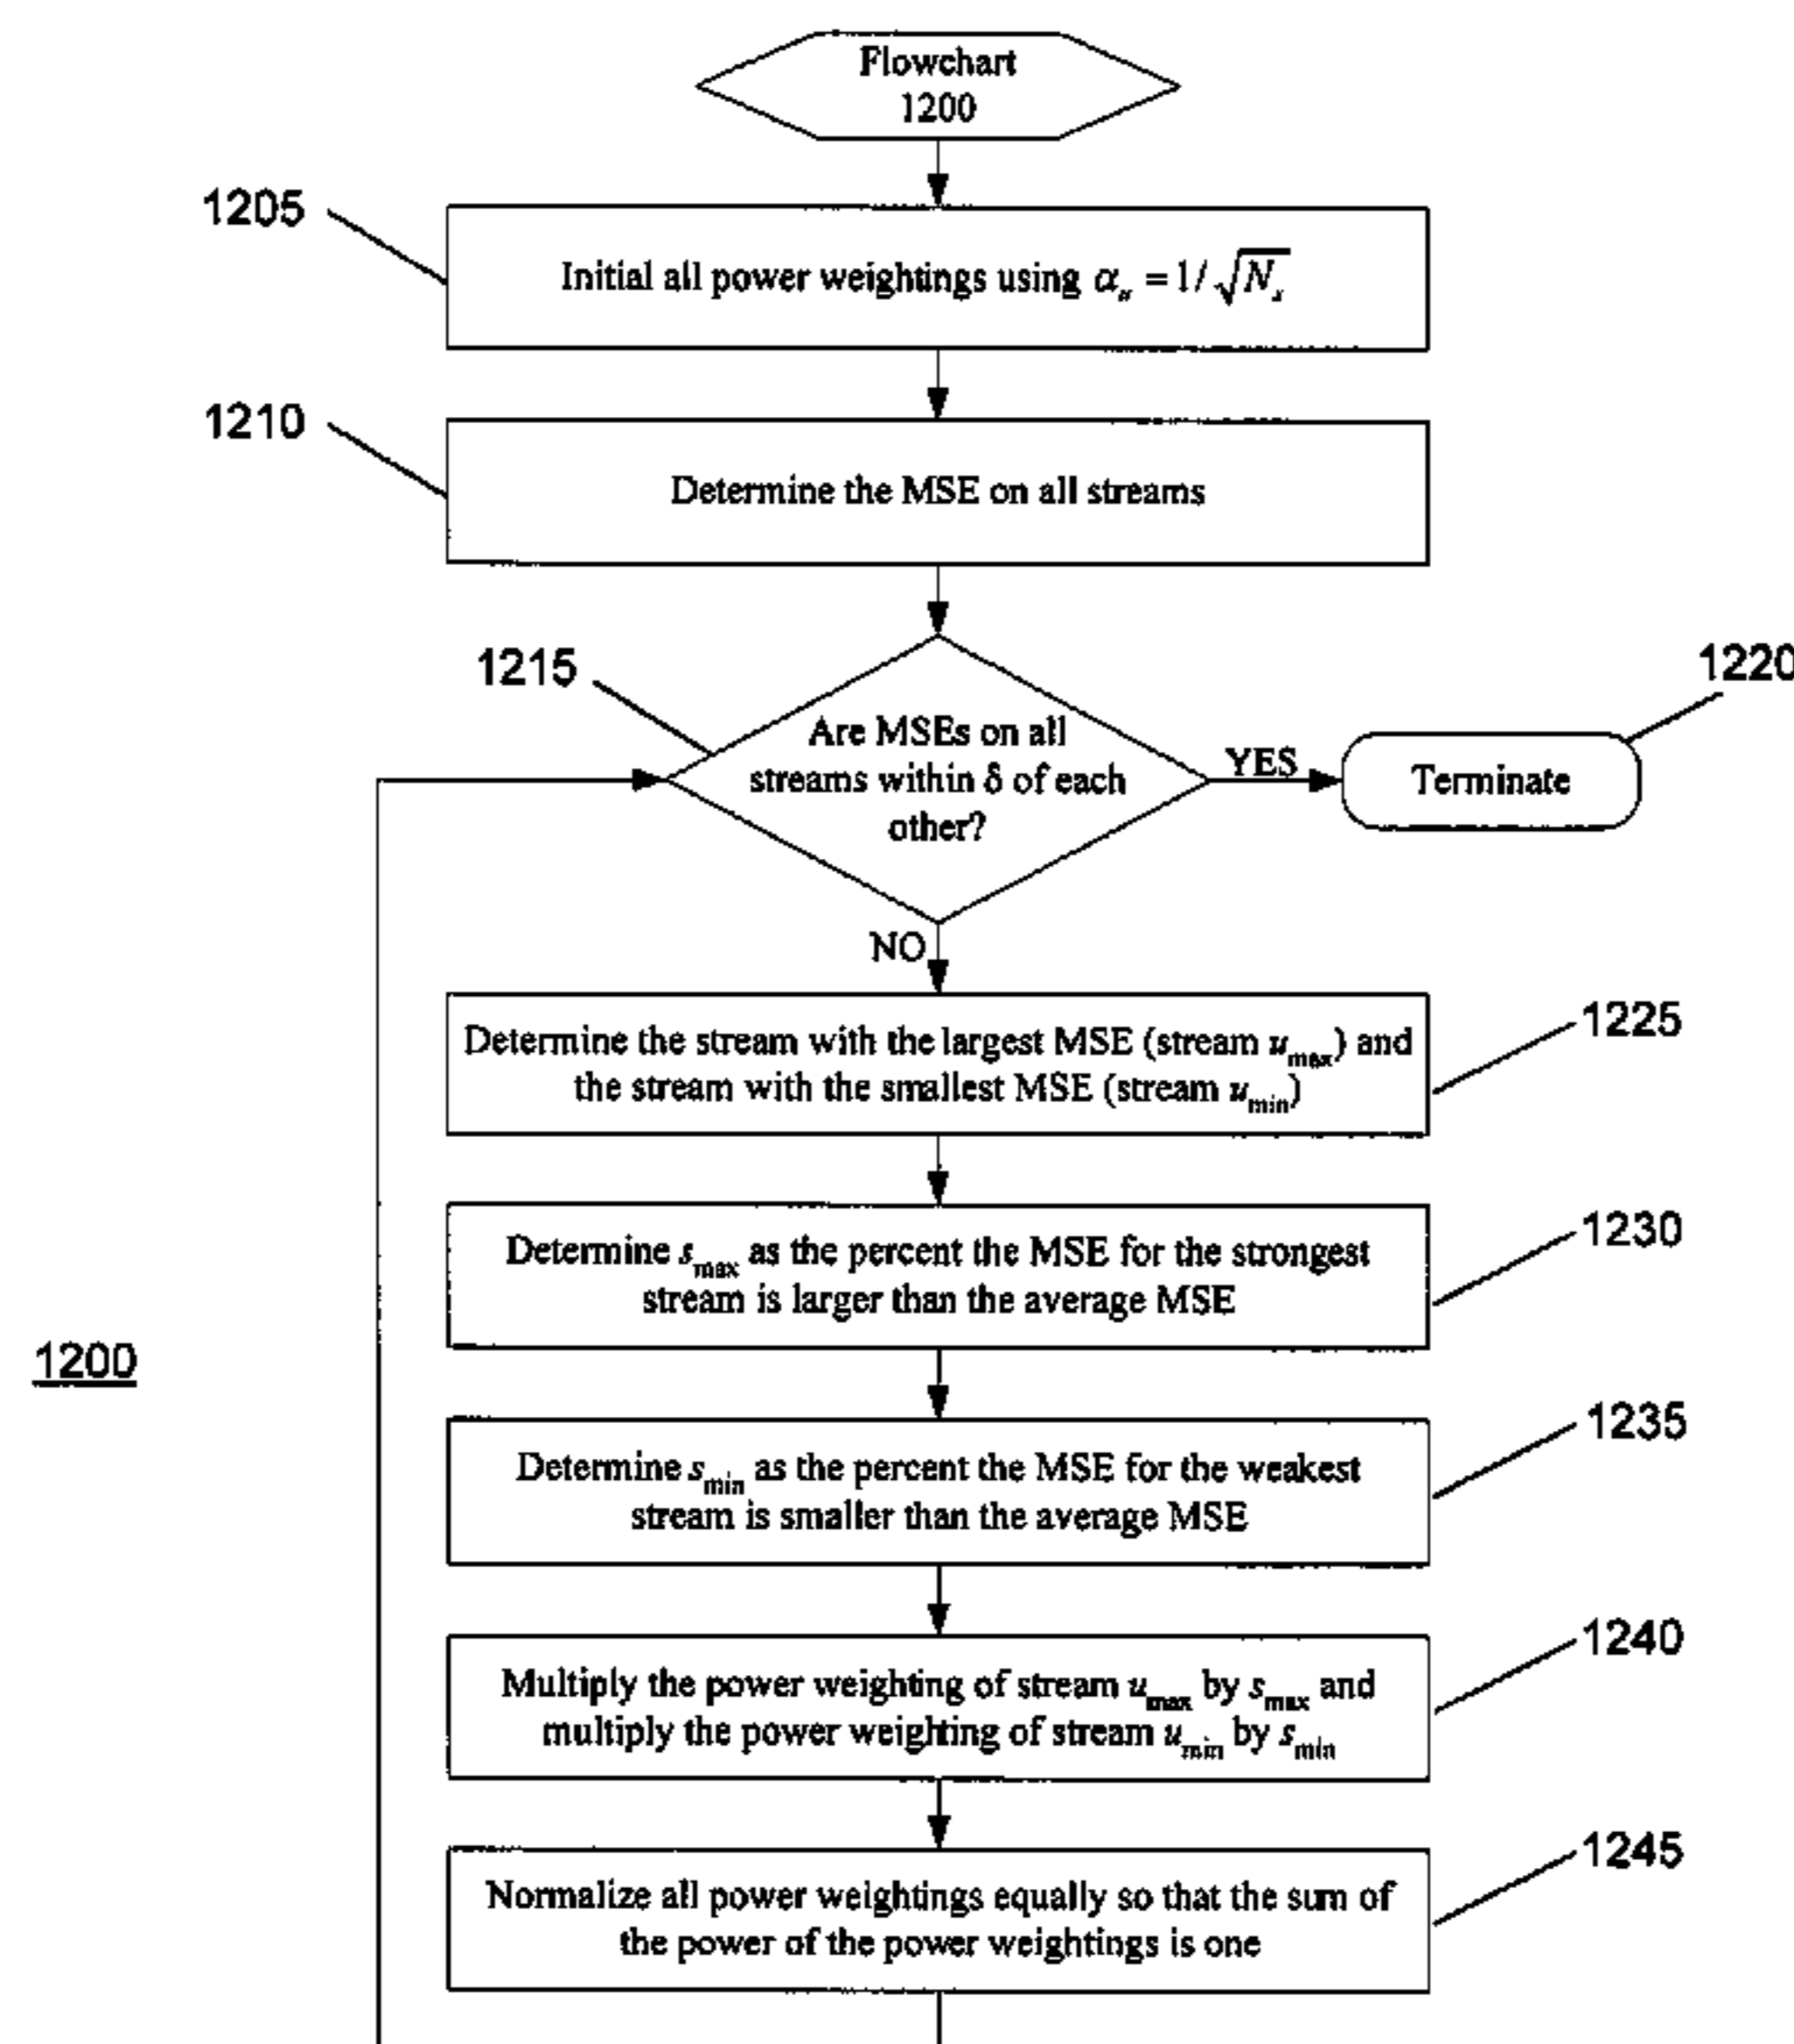 Flowchart
1200
1205
Initial all power weightings using αᵤ = 1/√Nₛ
1210
Determine the MSE on all streams
1215
1220
Are MSEs on all
streams within δ of each
other?
YES
Terminate
NO
1225
Determine the stream with the largest MSE (stream u_max) and
the stream with the smallest MSE (stream u_min)
1230
Determine s_max as the percent the MSE for the strongest
stream is larger than the average MSE
1200
1235
Determine s_min as the percent the MSE for the weakest
stream is smaller than the average MSE
1240
Multiply the power weighting of stream u_max by s_max and
multiply the power weighting of stream u_min by s_min
1245
Normalize all power weightings equally so that the sum of
the power of the power weightings is one